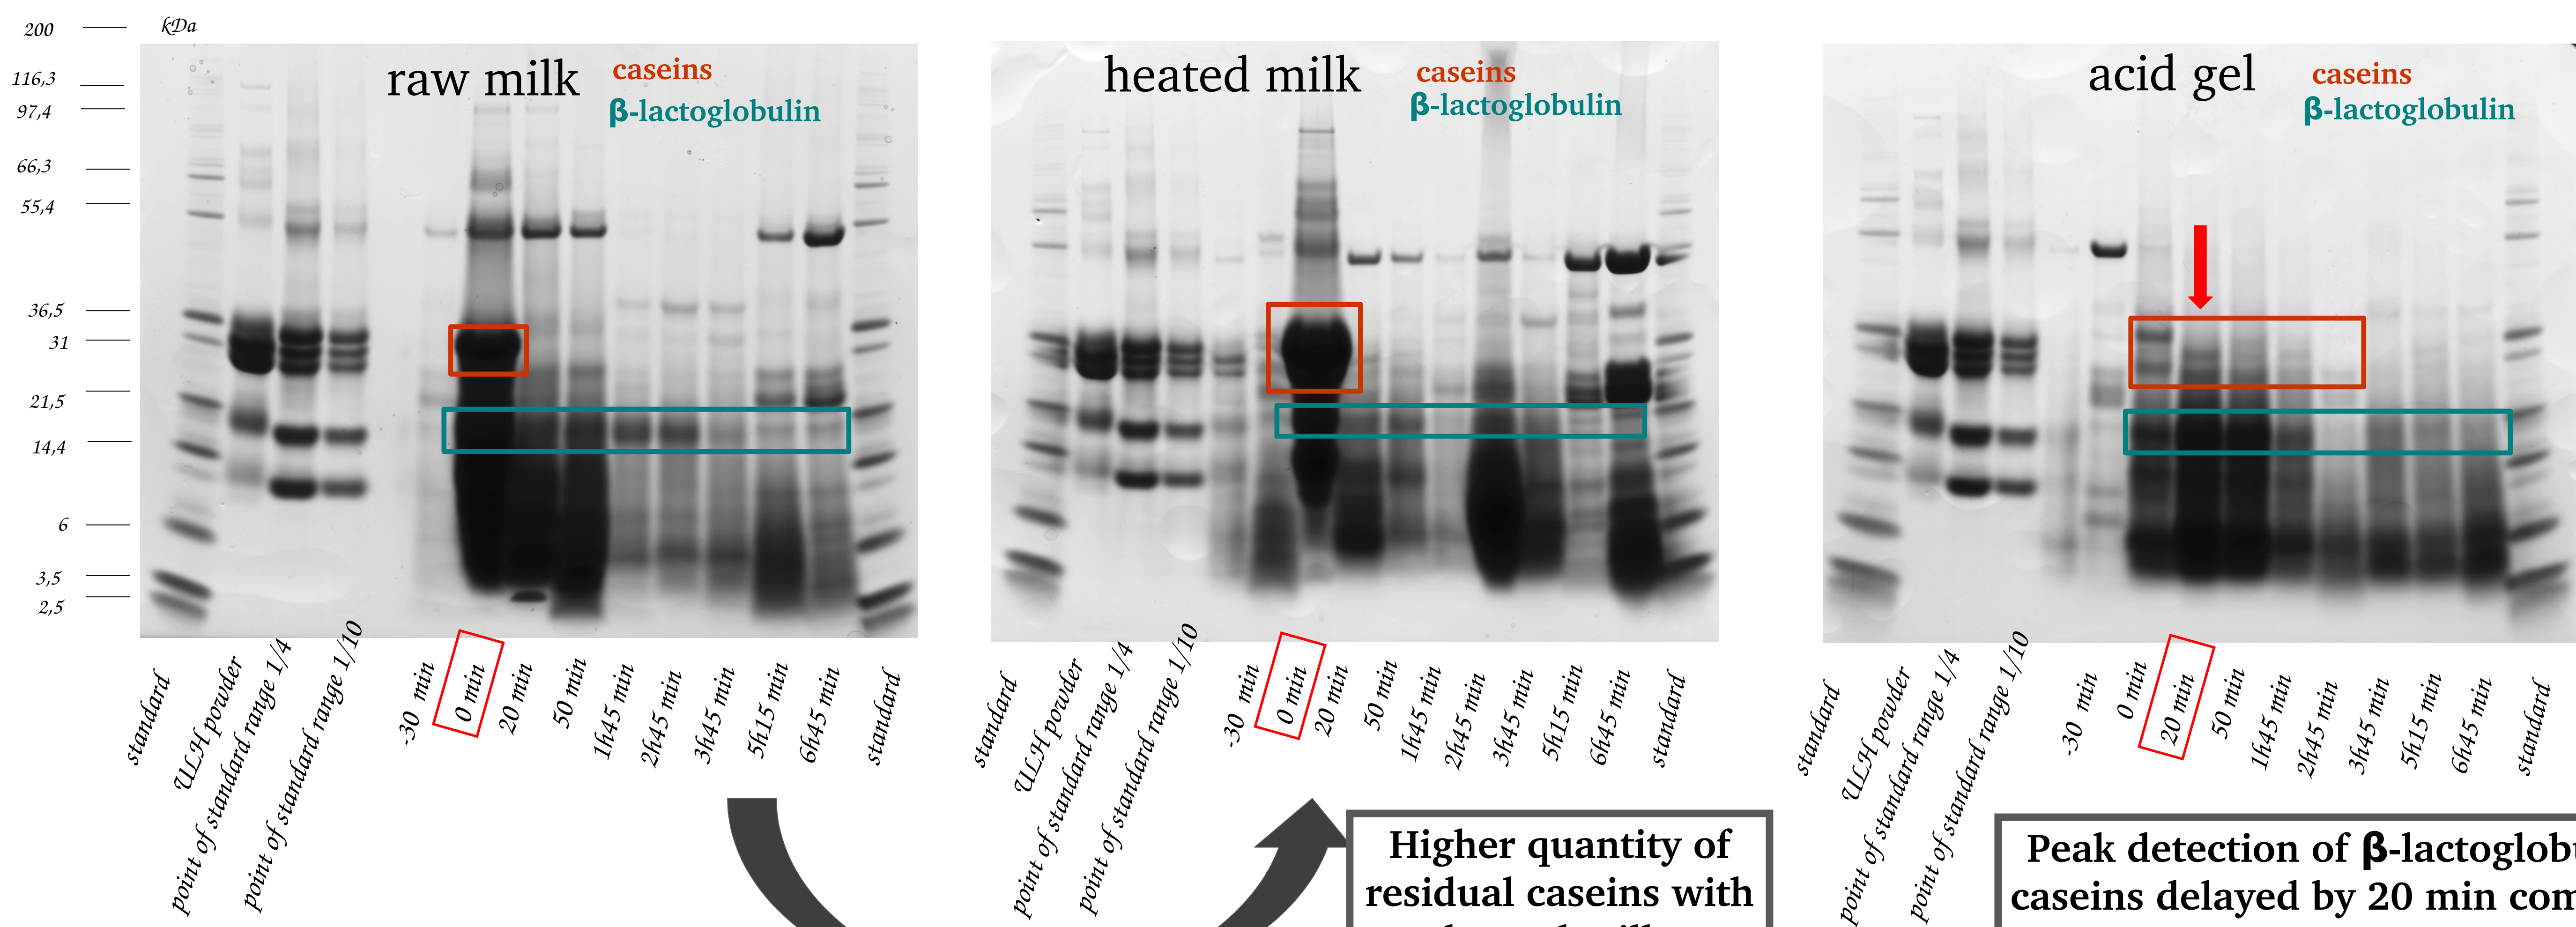 200
kDa
116,3
97,4
66,3
55,4
36,5
31
21,5
14,4
6
3,5
2,5
raw milk
caseins
β-lactoglobulin
standard
ULH powder
point of standard range 1/4
point of standard range 1/10
-30 min
0 min
20 min
50 min
1h45 min
2h45 min
3h45 min
5h15 min
6h45 min
standard
heated milk
caseins
β-lactoglobulin
standard
ULH powder
point of standard range 1/4
point of standard range 1/10
-30 min
0 min
20 min
50 min
1h45 min
2h45 min
3h45 min
5h15 min
6h45 min
standard
Higher quantity of
residual caseins with
acid gel
caseins
β-lactoglobulin
standard
ULH powder
point of standard range 1/4
point of standard range 1/10
-30 min
0 min
20 min
50 min
1h45 min
2h45 min
3h45 min
5h15 min
6h45 min
standard
Peak detection of β-lactoglob
caseins delayed by 20 min com